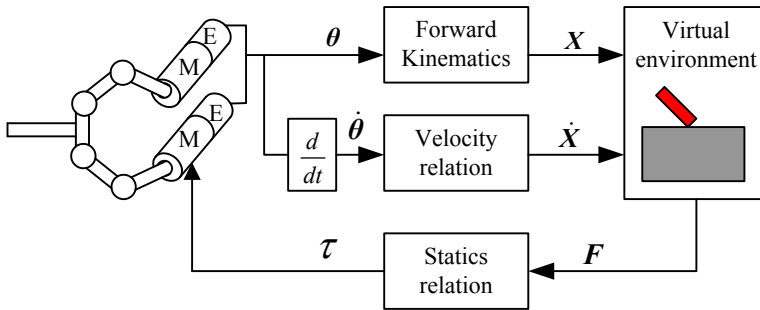 E
M
θ
Forward
Kinematics
X
Virtual
environment
E
M
d
dt
θ̇
Velocity
relation
Ẋ
τ
Statics
relation
F